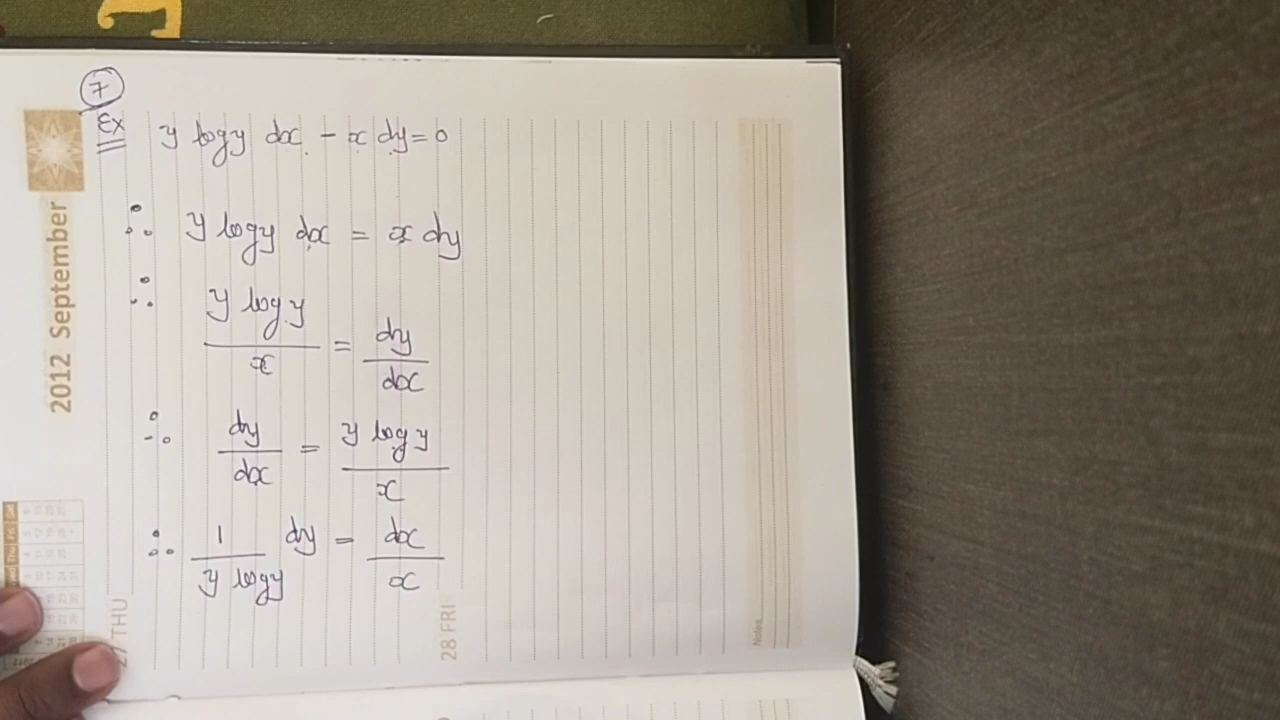 7
Ex y log y dx - x dy = 0
∴ y log y dx = x dy
∴ y log y / x = dy / dx
∴ dy / dx = y log y / x
∴ 1 / y log y dy = dx / x
2012 September
27 THU
28 FRI
Notes